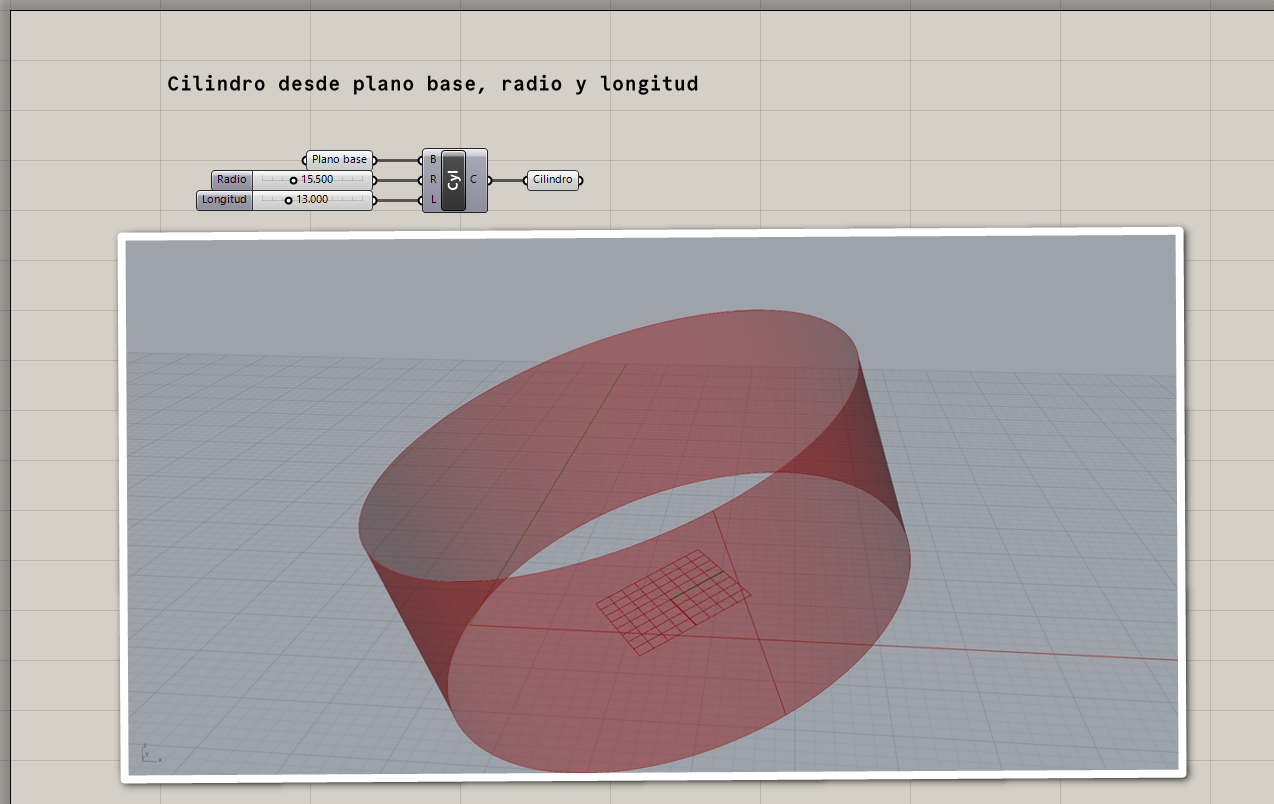 Cilindro desde plano base, radio y longitud
Plano base
Radio 15.500
Longitud 13.000
B
R
L
Cyl
C
Cilindro
z
y
x